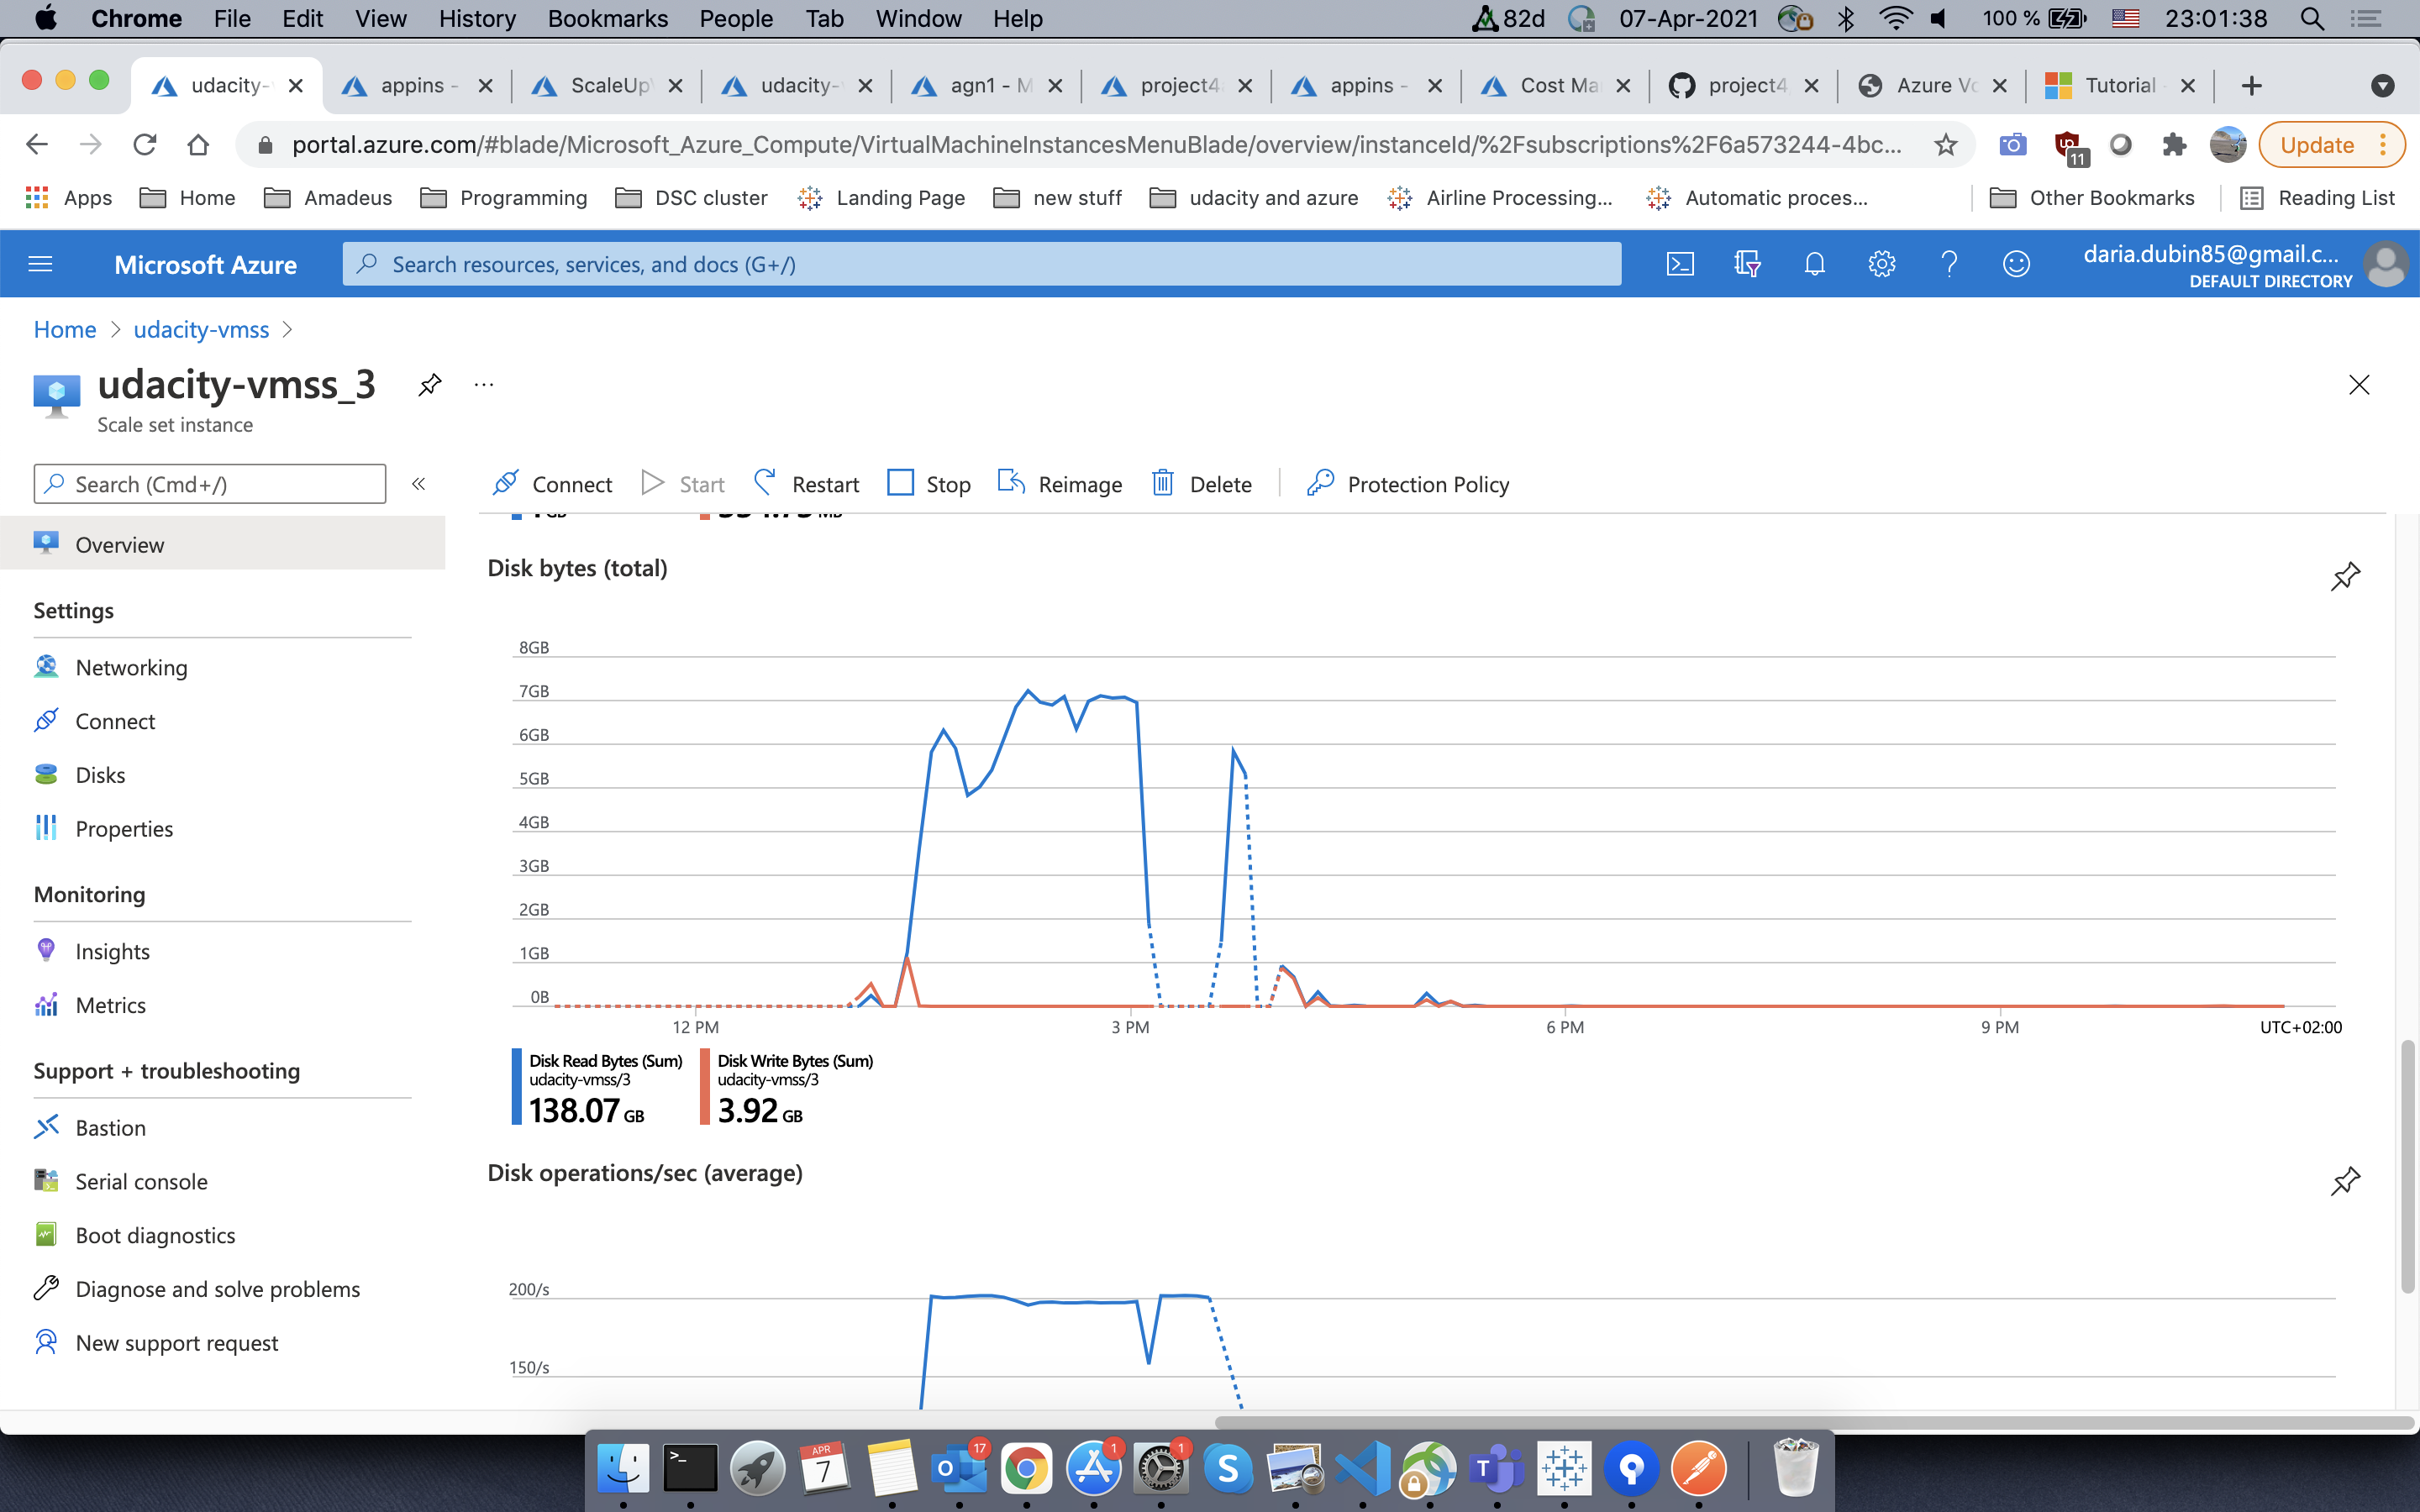 Chrome File Edit View History Bookmarks People Tab Window Help 82d 07-Apr-2021 100 % 23:01:38
udacity- appins - ScaleUp udacity- agn1 - M project4 appins - Cost Ma project4 Azure Vo Tutorial -
portal.azure.com/#blade/Microsoft_Azure_Compute/VirtualMachineInstancesMenuBlade/overview/instanceId/%2Fsubscriptions%2F6a573244-4bc... 11 Update
Apps Home Amadeus Programming DSC cluster Landing Page new stuff udacity and azure Airline Processing... Automatic proces... Other Bookmarks Reading List
Microsoft Azure Search resources, services, and docs (G+/) daria.dubin85@gmail.c...
DEFAULT DIRECTORY
Home > udacity-vmss >
udacity-vmss_3 ...
Scale set instance
Search (Cmd+/) «
Connect Start Restart Stop Reimage Delete Protection Policy
Overview
Settings
Networking
Connect
Disks
Properties
Monitoring
Insights
Metrics
Support + troubleshooting
Bastion
Serial console
Boot diagnostics
Diagnose and solve problems
New support request
Disk bytes (total)
8GB
7GB
6GB
5GB
4GB
3GB
2GB
1GB
0B
12 PM 3 PM 6 PM 9 PM UTC+02:00
Disk Read Bytes (Sum)
udacity-vmss/3
138.07 GB
Disk Write Bytes (Sum)
udacity-vmss/3
3.92 GB
Disk operations/sec (average)
200/s
150/s
APR
7
17
1
1